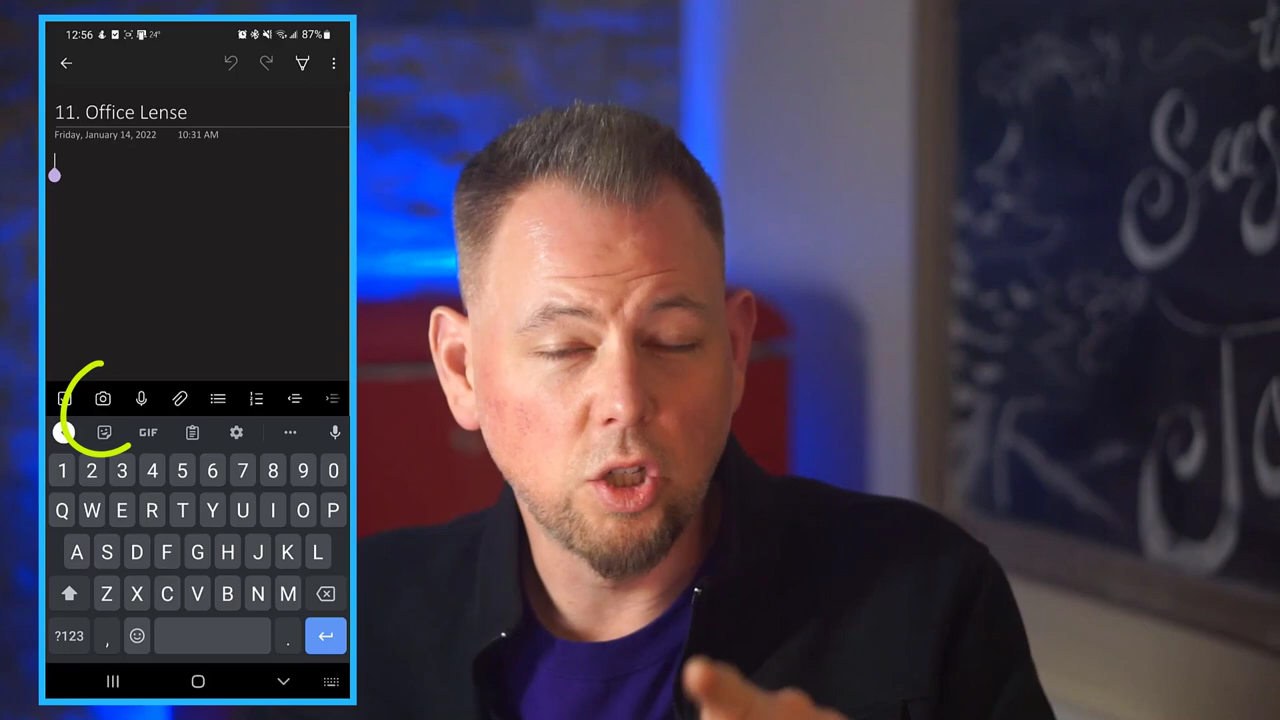 12:56 24° 87%
11. Office Lense
Friday, January 14, 2022 10:31 AM
GIF
1 2 3 4 5 6 7 8 9 0
Q W E R T Y U I O P
A S D F G H J K L
Z X C V B N M
?123 , .